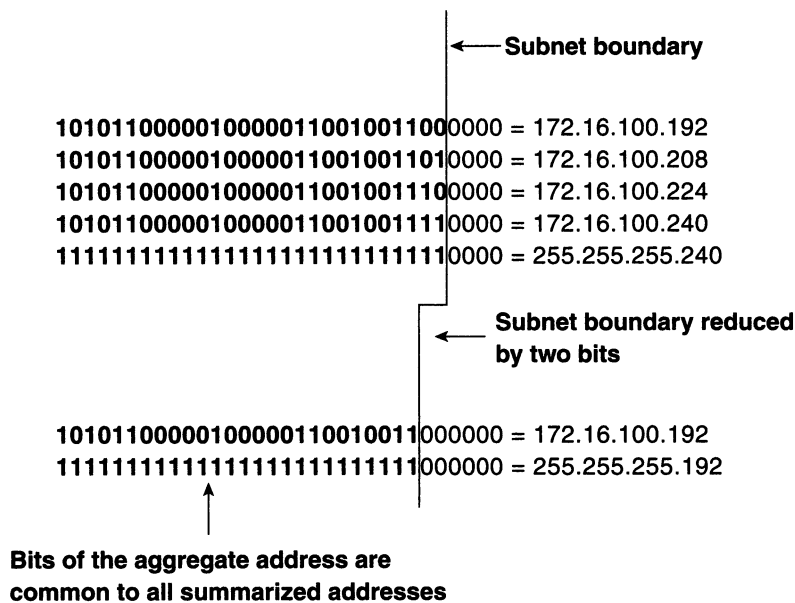 Subnet boundary
10101100000100000110010011000000 = 172.16.100.192
10101100000100000110010011010000 = 172.16.100.208
10101100000100000110010011100000 = 172.16.100.224
10101100000100000110010011110000 = 172.16.100.240
11111111111111111111111111110000 = 255.255.255.240
Subnet boundary reduced
by two bits
10101100000100000110010011000000 = 172.16.100.192
11111111111111111111111111000000 = 255.255.255.192
Bits of the aggregate address are
common to all summarized addresses